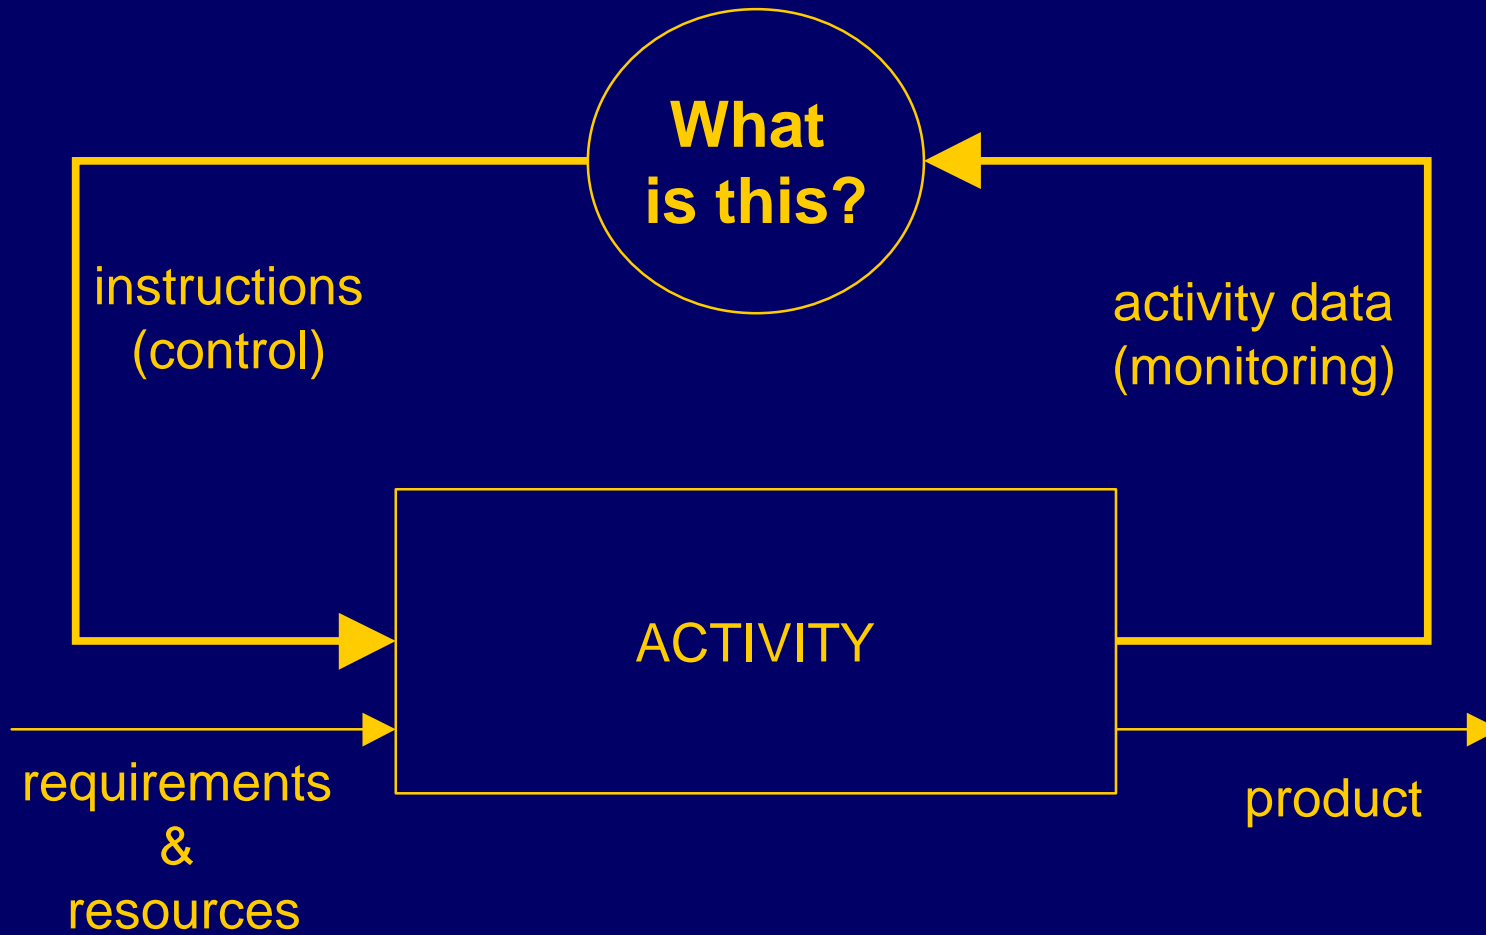 What
is this?
instructions
(control)
activity data
(monitoring)
ACTIVITY
requirements
&
resources
product